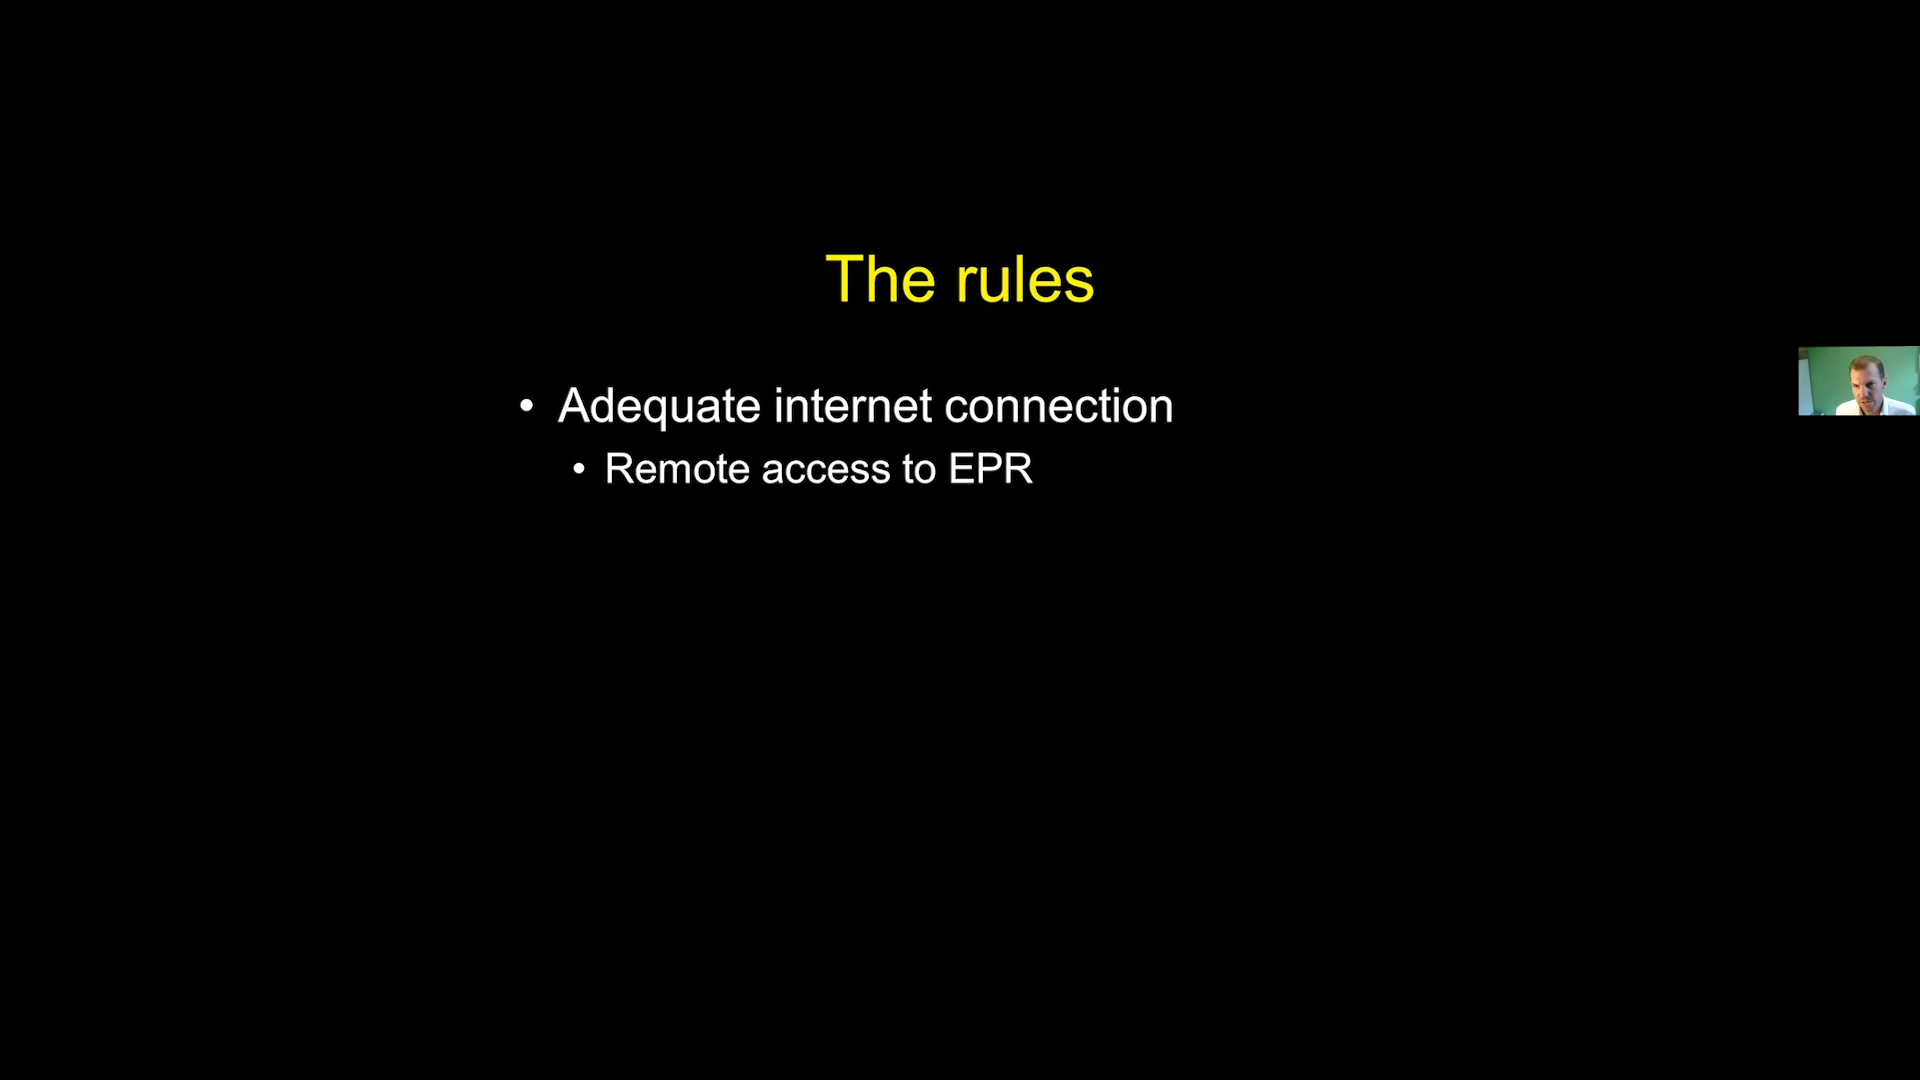 The rules
• Adequate internet connection
• Remote access to EPR